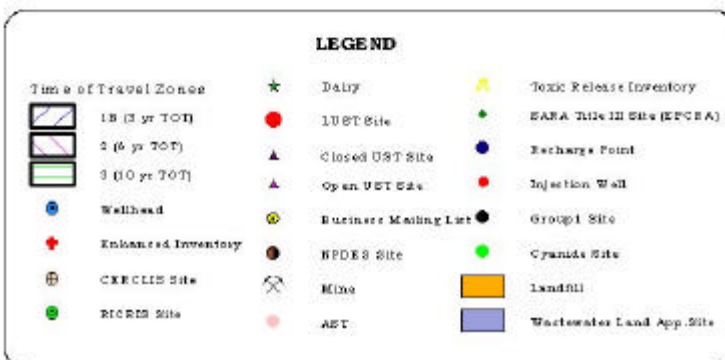 LEGEND
Time of Travel Zones
1B (3 yr TOT)
2 (6 yr TOT)
3 (10 yr TOT)
Wellhead
Enhanced Inventory
CERCLIS Site
RICRIS Site
Dairy
LUST Site
Closed UST Site
Open UST Site
Business Mailing List
NPDES Site
Mine
AST
Toxic Release Inventory
SARA Title III Site (EPCRA)
Recharge Point
Injection Well
Group1 Site
Cyanide Site
Landfill
Wastewater Land App.Site